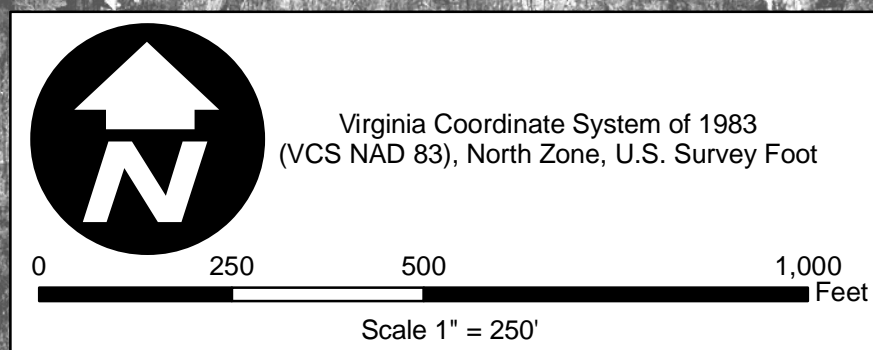 N
Virginia Coordinate System of 1983
(VCS NAD 83), North Zone, U.S. Survey Foot
0 250 500 1,000
Feet
Scale 1" = 250'